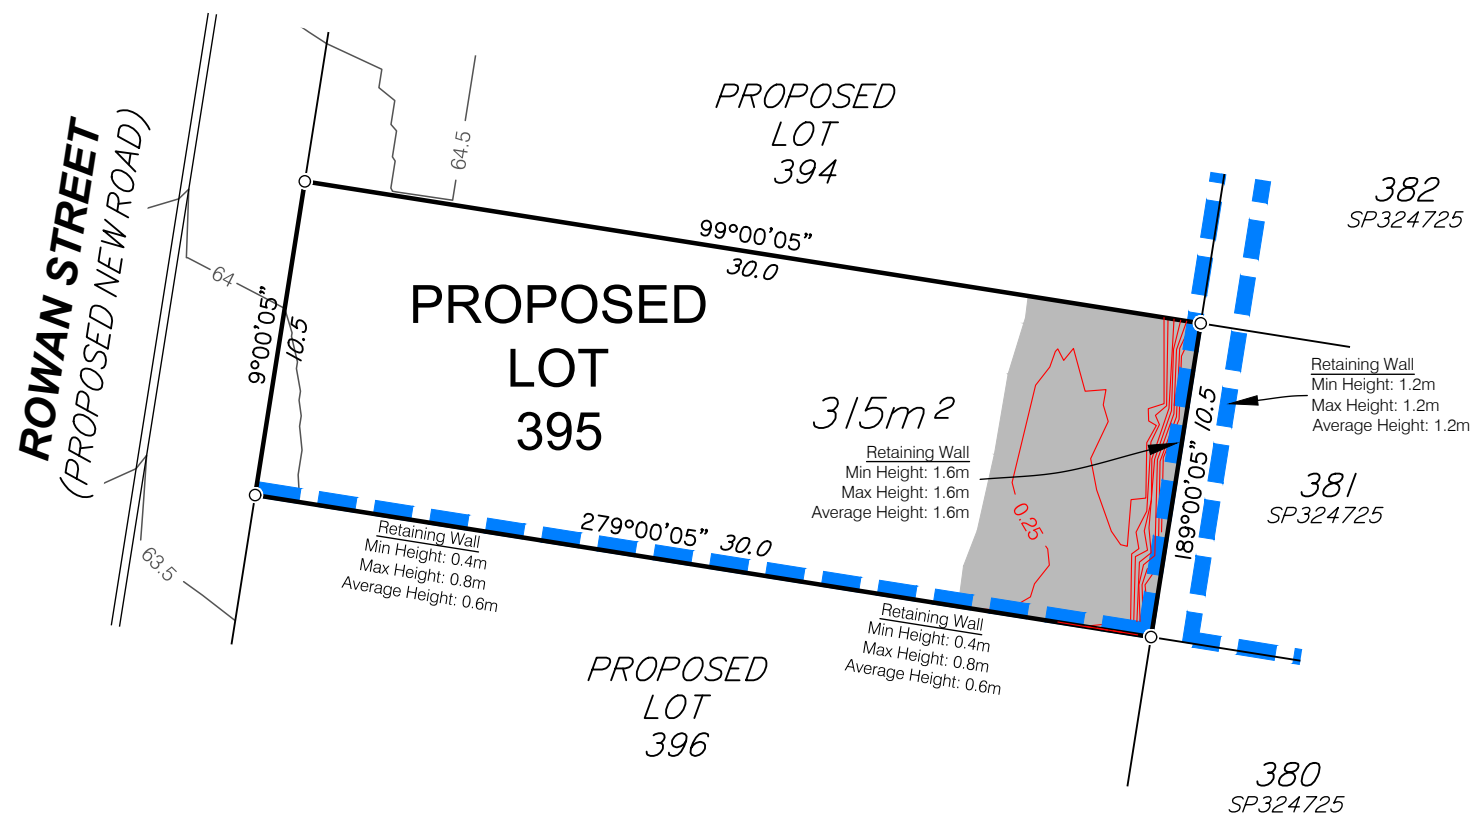 PROPOSED
LOT
394
382
SP324725
64.5
ROWAN STREET
(PROPOSED NEW ROAD)
99°00'05"
30.0
64
9°00'05"
10.5
PROPOSED
LOT
395
315m²
Retaining Wall
Min Height: 1.6m
Max Height: 1.6m
Average Height: 1.6m
0.25
189°00'05"
10.5
Retaining Wall
Min Height: 1.2m
Max Height: 1.2m
Average Height: 1.2m
381
SP324725
279°00'05"
30.0
Retaining Wall
Min Height: 0.4m
Max Height: 0.8m
Average Height: 0.6m
63.5
Retaining Wall
Min Height: 0.4m
Max Height: 0.8m
Average Height: 0.6m
PROPOSED
LOT
396
380
SP324725